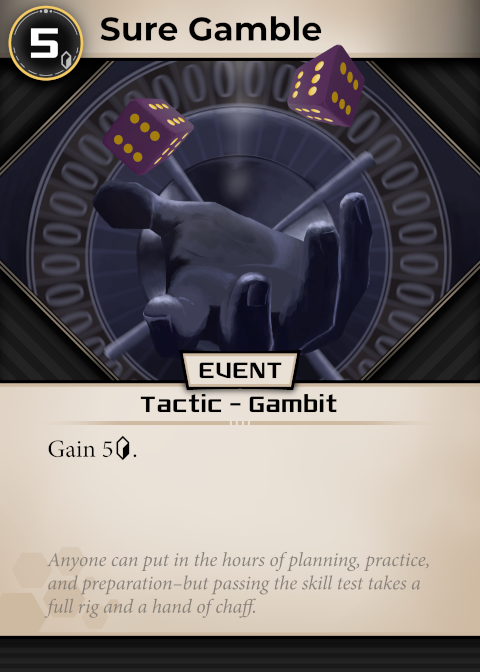 5
Sure Gamble
EVENT
Tactic – Gambit
Gain 5.
Anyone can put in the hours of planning, practice,
and preparation–but passing the skill test takes a
full rig and a hand of chaff.